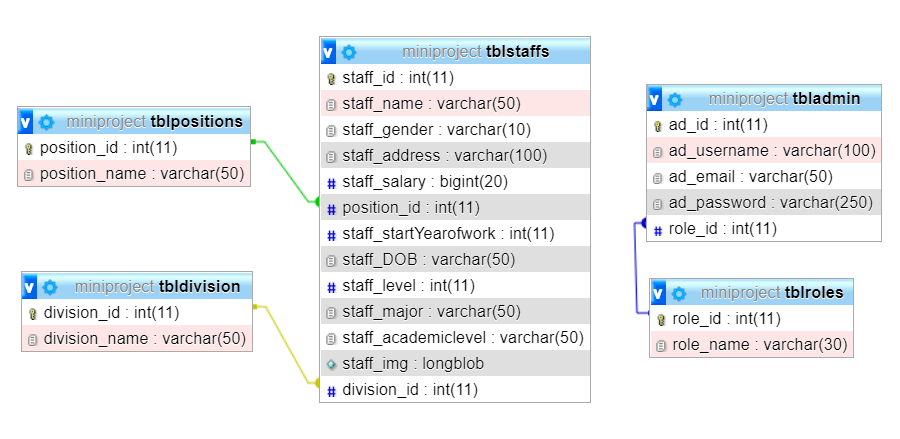 v miniproject tblpositions
position_id : int(11)
position_name : varchar(50)
v miniproject tbldivision
division_id : int(11)
division_name : varchar(50)
v miniproject tblstaffs
staff_id : int(11)
staff_name : varchar(50)
staff_gender : varchar(10)
staff_address : varchar(100)
# staff_salary : bigint(20)
# position_id : int(11)
# staff_startYearofwork : int(11)
staff_DOB : varchar(50)
# staff_level : int(11)
staff_major : varchar(50)
staff_academiclevel : varchar(50)
staff_img : longblob
# division_id : int(11)
v miniproject tbladmin
ad_id : int(11)
ad_username : varchar(100)
ad_email : varchar(50)
ad_password : varchar(250)
# role_id : int(11)
v miniproject tblroles
role_id : int(11)
role_name : varchar(30)